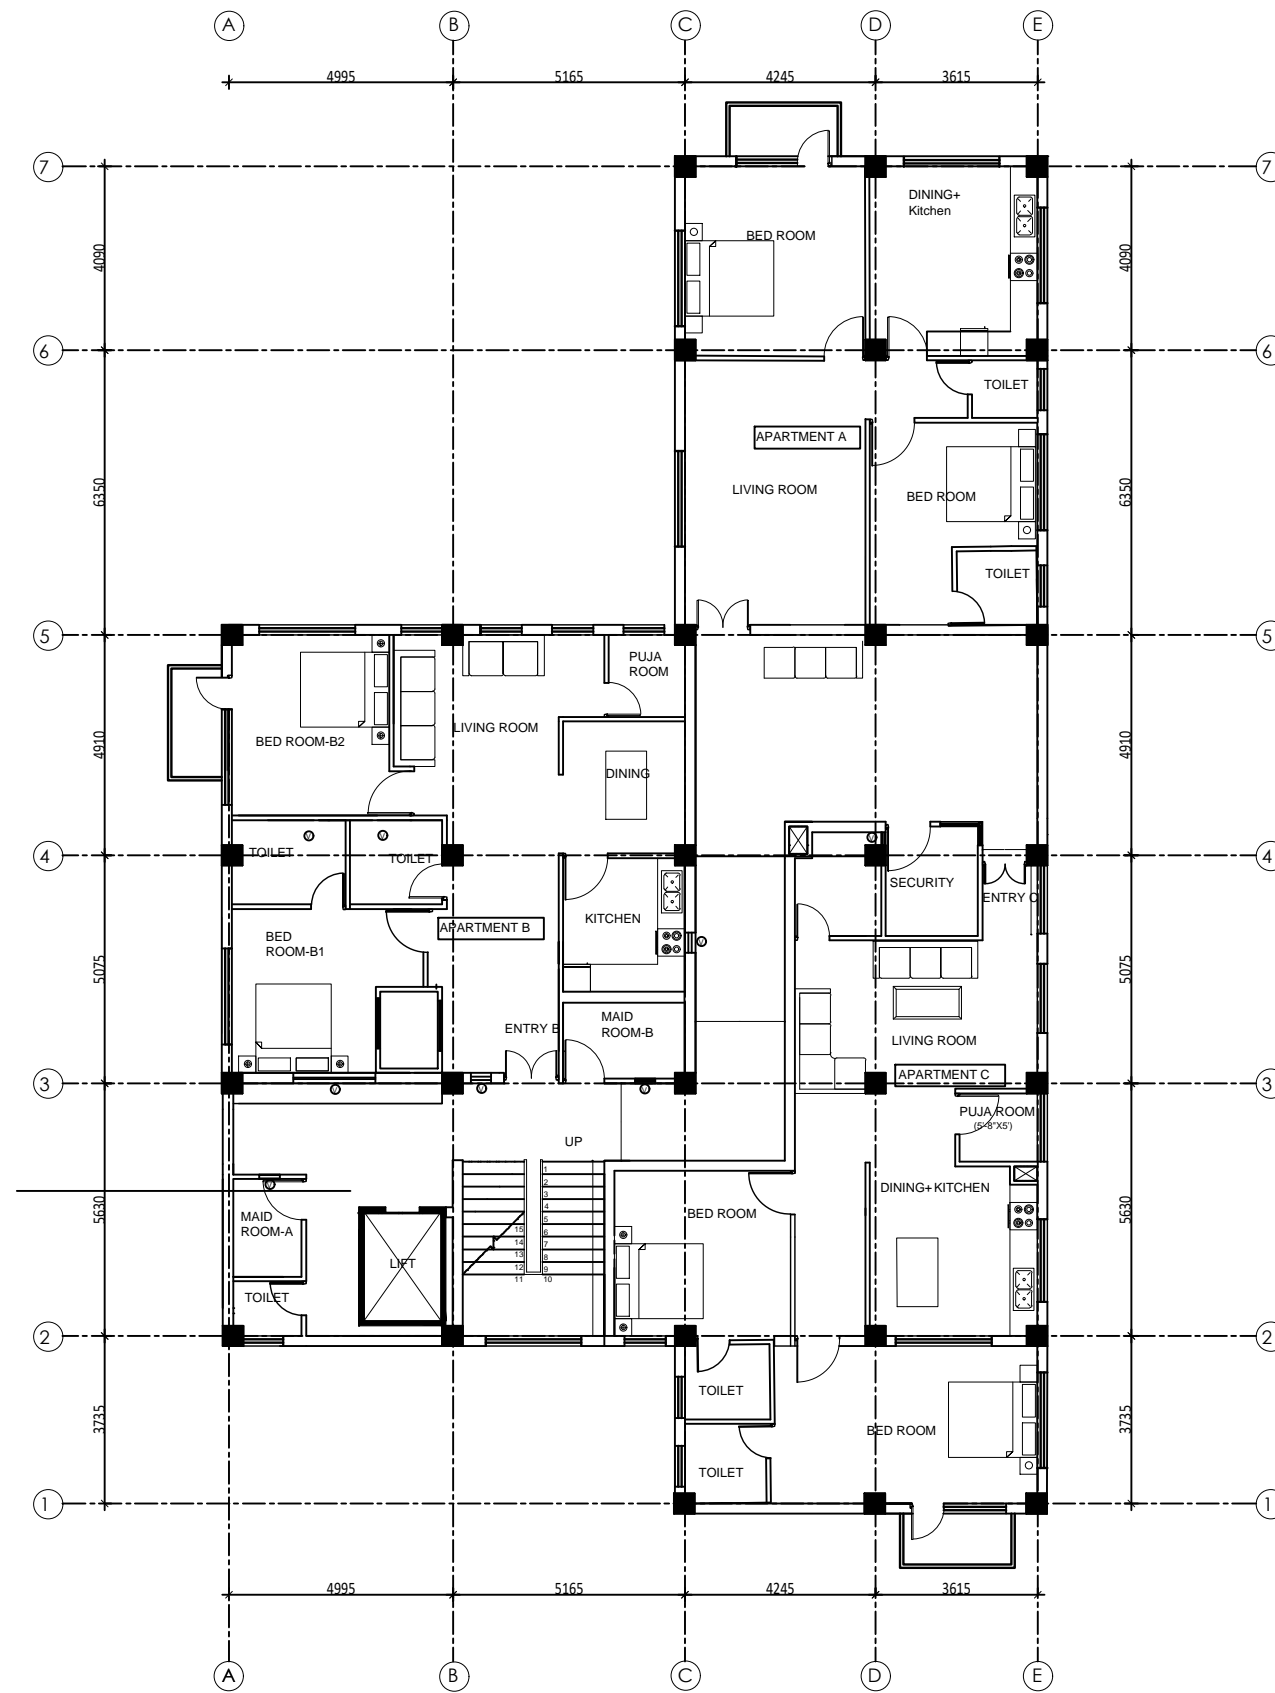 A B C D E
4995 5165 4245 3615
7 7
DINING+
Kitchen
BED ROOM
4090 4090
6 6
TOILET
APARTMENT A
LIVING ROOM
BED ROOM
6350 6350
TOILET
5 5
PUJA
ROOM
LIVING ROOM
BED ROOM-B2
4910 4910
DINING
V V V
4 TOILET TOILET 4
SECURITY
ENTRY C
KITCHEN
APARTMENT B
BED
ROOM-B1
V
5075 5075
MAID
ROOM-B
ENTRY B
LIVING ROOM
APARTMENT C
3 3
V V V
PUJA ROOM
(5'-8"X5')
UP
1
2
3
4
5
15 6
14 7
13 8
12 9
11 10
V
DINING+KITCHEN
5630 5630
MAID
ROOM-A
BED ROOM
LIFT
TOILET
2 2
TOILET
3735 3735
BED ROOM
TOILET
1 1
4995 5165 4245 3615
A B C D E